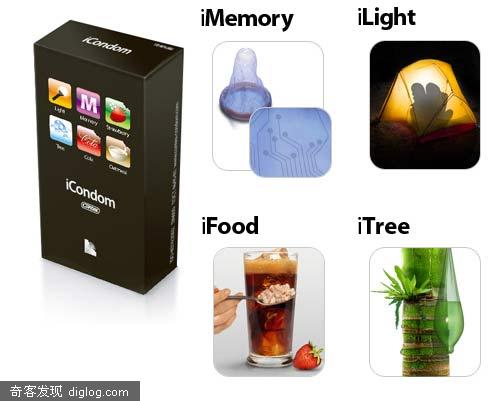 iCondom
Light
Memory
Strawberry
Tree
Cola
Oatmeal
iCondom
iMemory
iLight
iFood
iTree
奇客发现 diglog.com